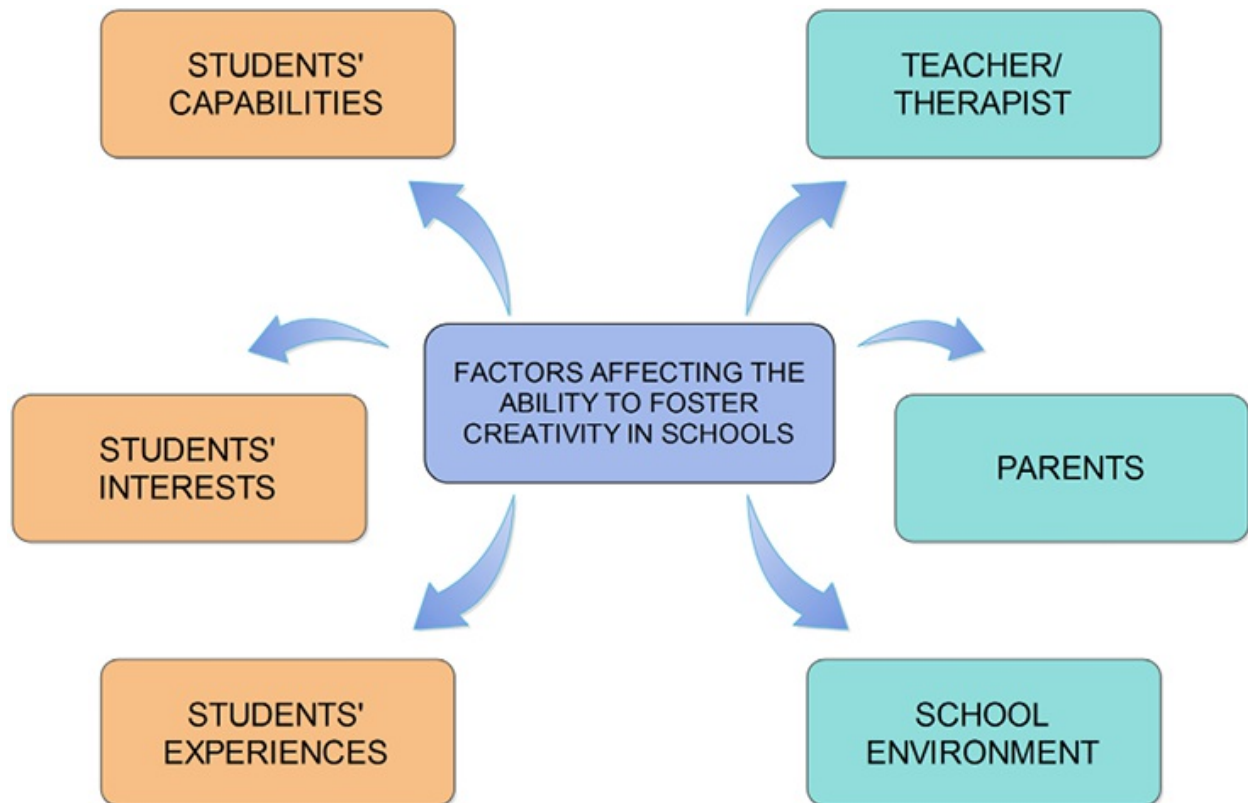 STUDENTS'
CAPABILITIES
TEACHER/
THERAPIST
FACTORS AFFECTING THE
ABILITY TO FOSTER
CREATIVITY IN SCHOOLS
STUDENTS'
INTERESTS
PARENTS
STUDENTS'
EXPERIENCES
SCHOOL
ENVIRONMENT